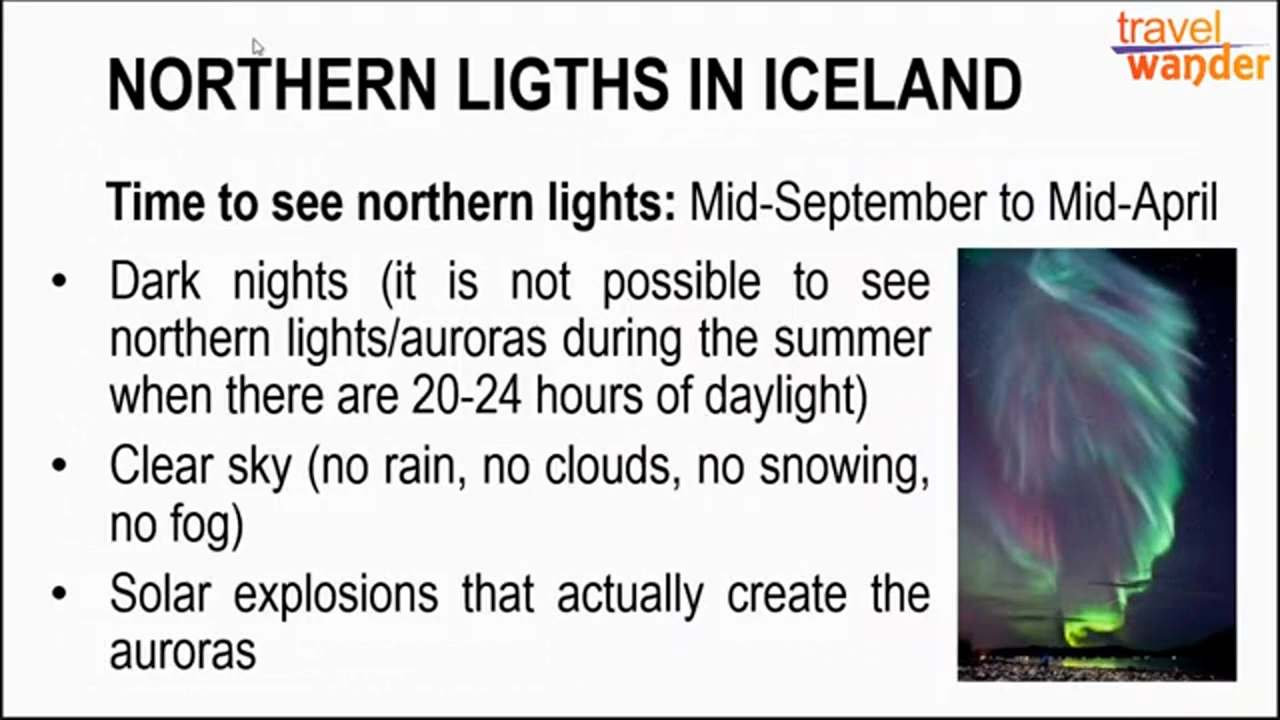 travel
wander
NORTHERN LIGTHS IN ICELAND
Time to see northern lights: Mid-September to Mid-April
• Dark nights (it is not possible to see
northern lights/auroras during the summer
when there are 20-24 hours of daylight)
• Clear sky (no rain, no clouds, no snowing,
no fog)
• Solar explosions that actually create the
auroras